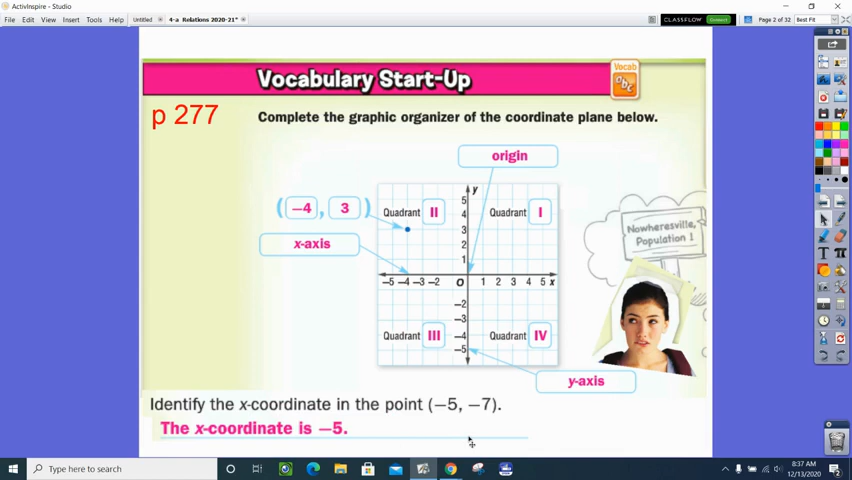 ActivInspire - Studio
File Edit View Insert Tools Help
Untitled
4-a Relations 2020-21*
CLASSFLOW Connect
Page 2 of 32
Best Fit
Vocabulary Start-Up
Vocab
abc
p 277
Complete the graphic organizer of the coordinate plane below.
origin
(−4, 3)
x-axis
Quadrant II
Quadrant I
y
5
4
3
2
1
−5 −4 −3 −2 O 1 2 3 4 5 x
−2
−3
−4
−5
Quadrant III
Quadrant IV
y-axis
Nowheresville,
Population 1
Identify the x-coordinate in the point (−5, −7).
The x-coordinate is −5.
Type here to search
8:37 AM
12/13/2020